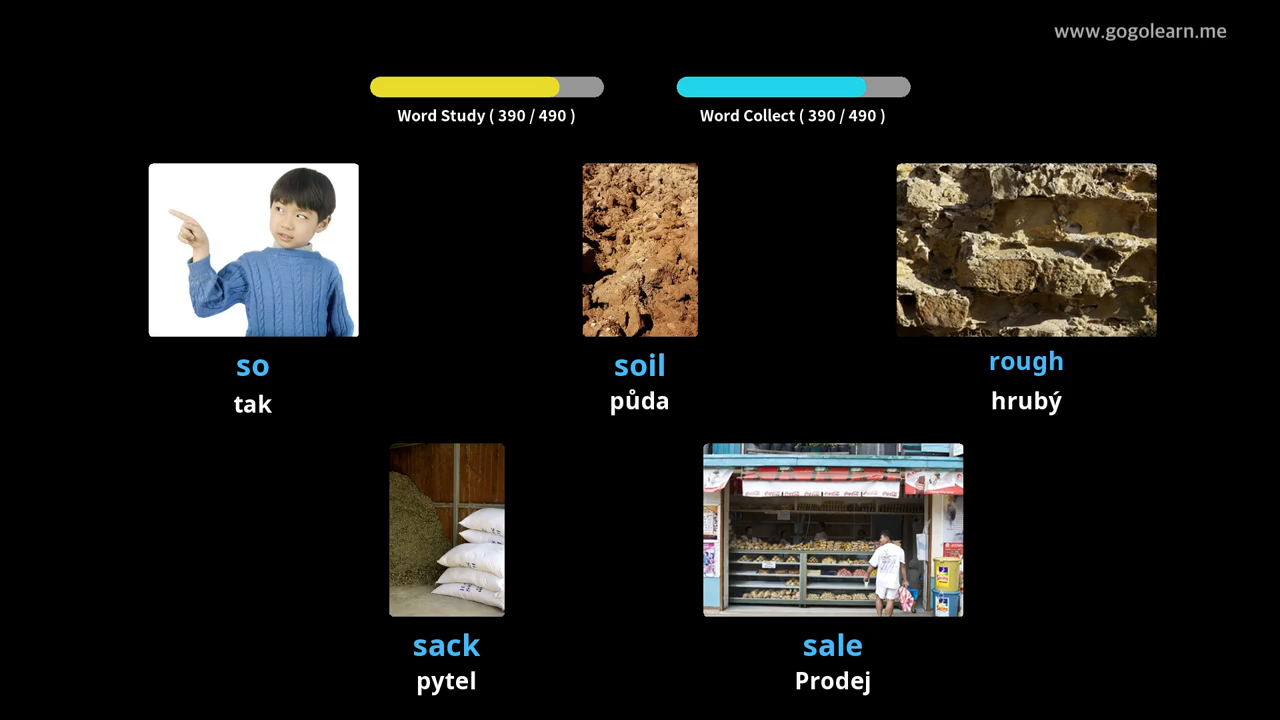 www.gogolearn.me
Word Study ( 390 / 490 )
Word Collect ( 390 / 490 )
so
tak
soil
půda
rough
hrubý
sack
pytel
sale
Prodej